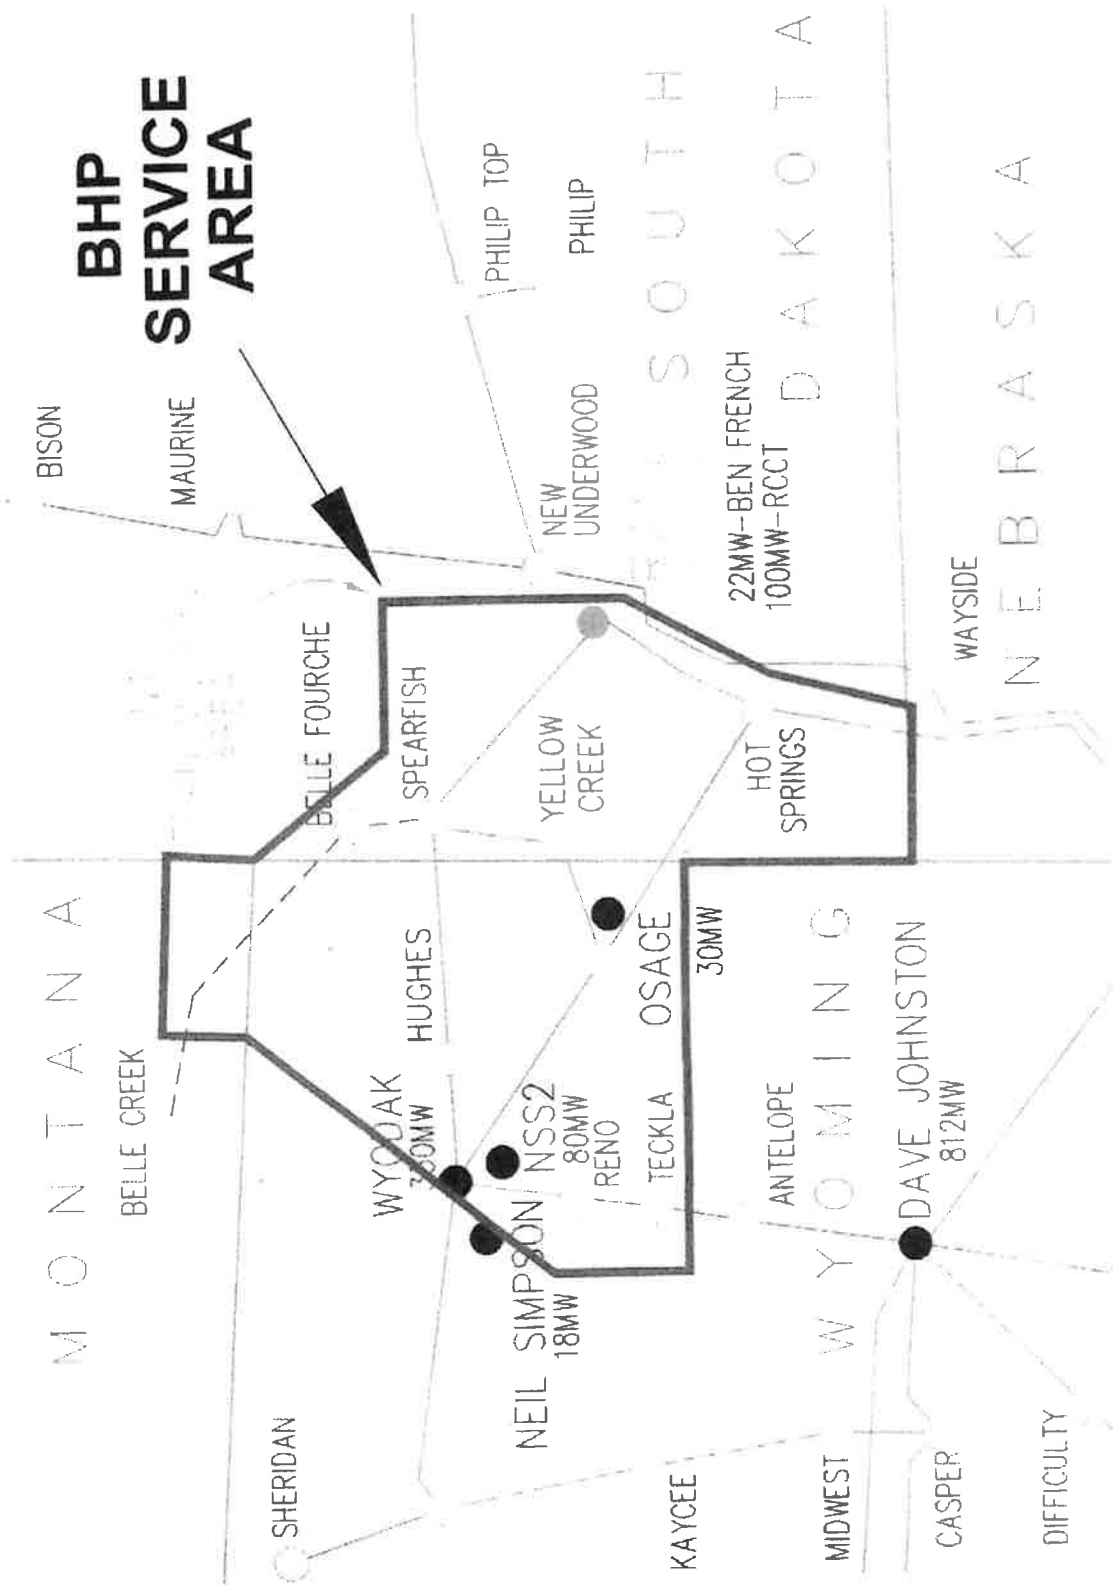 BHP
SERVICE
AREA
MONTANA
BISON
MAURINE
BELLE CREEK
SHERIDAN
BELLE FOURCHE
WYODAK
HUGHES
SPEARFISH
PHILIP TOP
PHILIP
NEIL SIMPSON
18MW
NSS2
80MW
RENO
YELLOW
CREEK
NEW
UNDERWOOD
OSAGE
30MW
TECKLA
KAYCEE
SOUTH
DAKOTA
HOT
SPRINGS
22MW-BEN FRENCH
100MW-RCCT
ANTELOPE
WYOMING
MIDWEST
DAVE JOHNSTON
812MW
CASPER
WAYSIDE
NEBRASKA
DIFFICULTY